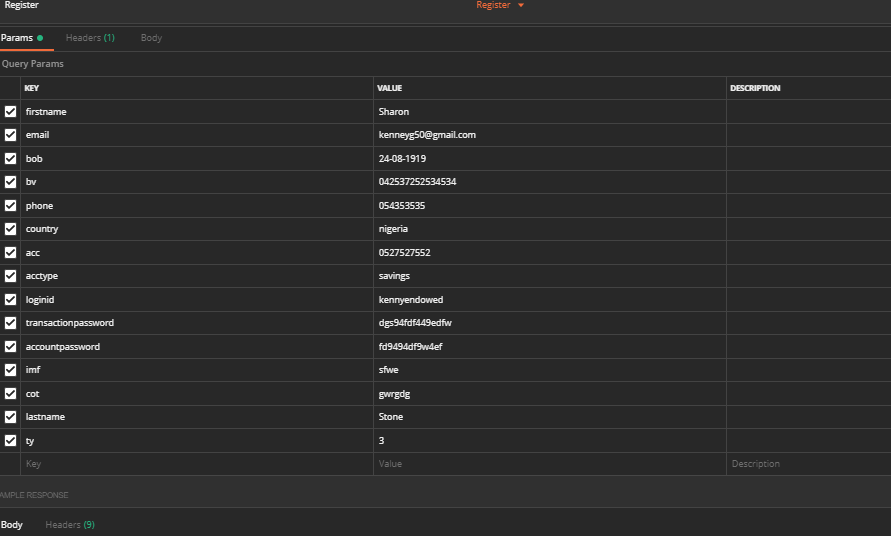 Register Register
Params Headers (1) Body
Query Params
KEY VALUE DESCRIPTION
firstname Sharon
email kenneyg50@gmail.com
bob 24-08-1919
bv 042537252534534
phone 054353535
country nigeria
acc 0527527552
acctype savings
loginid kennyendowed
transactionpassword dgs94fdf449edfw
accountpassword fd9494df9w4ef
imf sfwe
cot gwrgdg
lastname Stone
ty 3
Key Value Description
AMPLE RESPONSE
Body Headers (9)